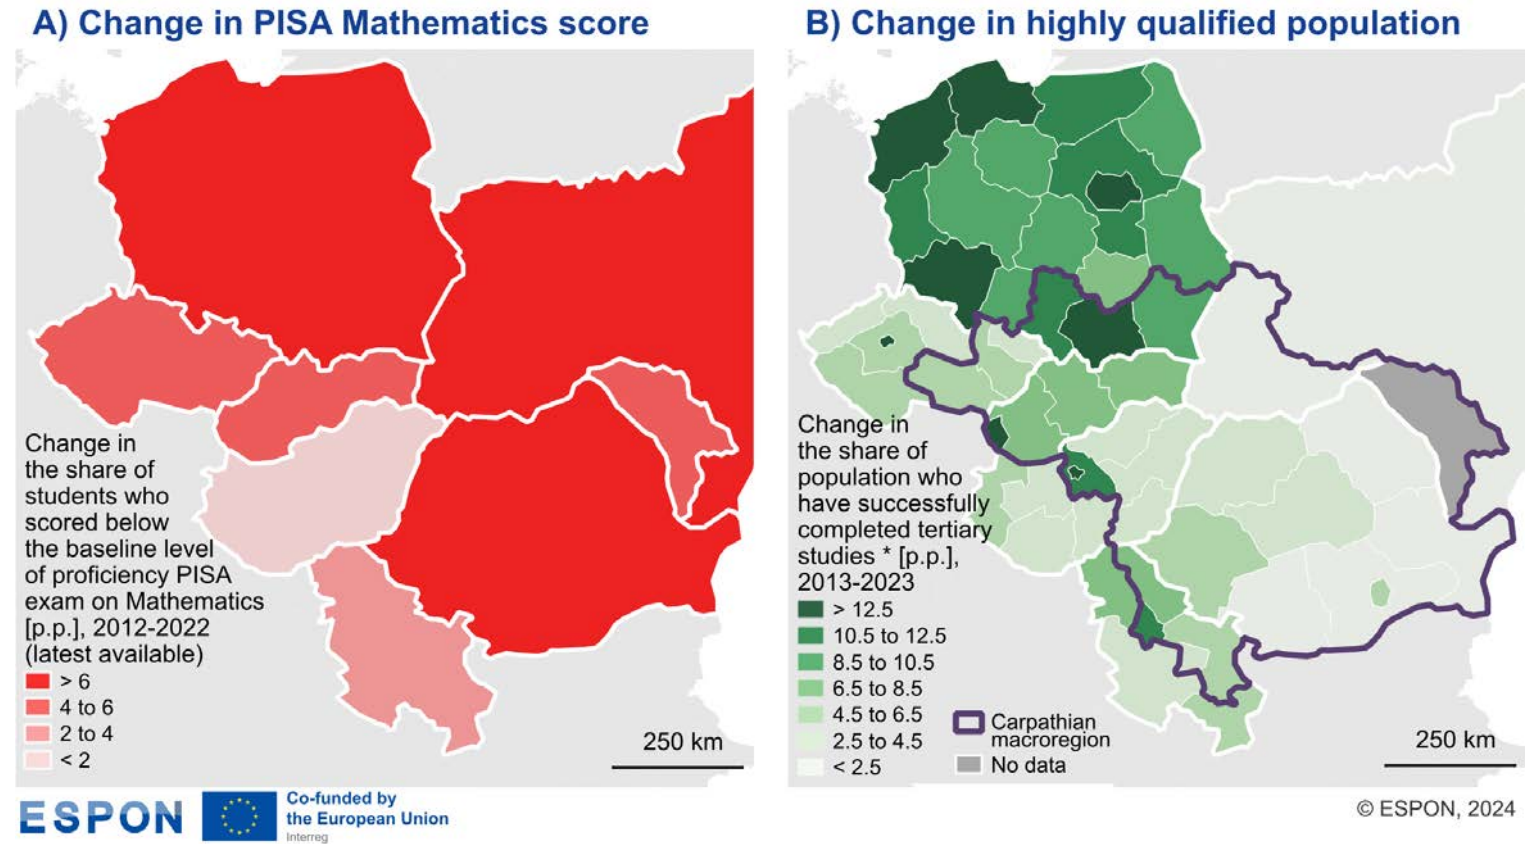 A) Change in PISA Mathematics score
Change in
the share of
students who
scored below
the baseline level
of proficiency PISA
exam on Mathematics
[p.p.], 2012-2022
(latest available)
> 6
4 to 6
2 to 4
< 2
250 km
B) Change in highly qualified population
Change in
the share of
population who
have successfully
completed tertiary
studies * [p.p.],
2013-2023
> 12.5
10.5 to 12.5
8.5 to 10.5
6.5 to 8.5
4.5 to 6.5
2.5 to 4.5
< 2.5
Carpathian
macroregion
No data
250 km
ESPON
Co-funded by
the European Union
Interreg
© ESPON, 2024